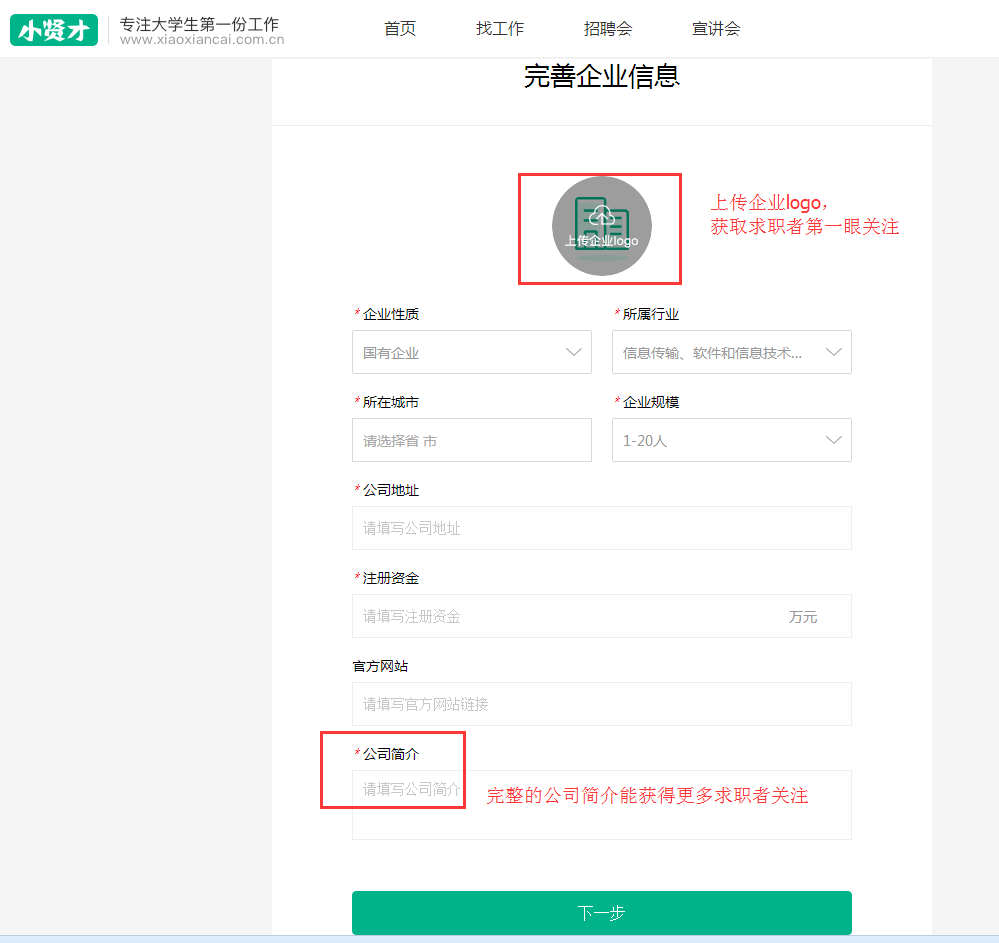 小贤才
专注大学生第一份工作
www.xiaoxiancai.com.cn
首页 找工作 招聘会 宣讲会
完善企业信息
上传企业logo
上传企业logo，
获取求职者第一眼关注
*企业性质 *所属行业
国有企业 信息传输、软件和信息技术...
*所在城市 *企业规模
请选择省 市 1-20人
*公司地址
请填写公司地址
*注册资金
请填写注册资金 万元
官方网站
请填写官方网站链接
*公司简介
请填写公司简介
完整的公司简介能获得更多求职者关注
下一步